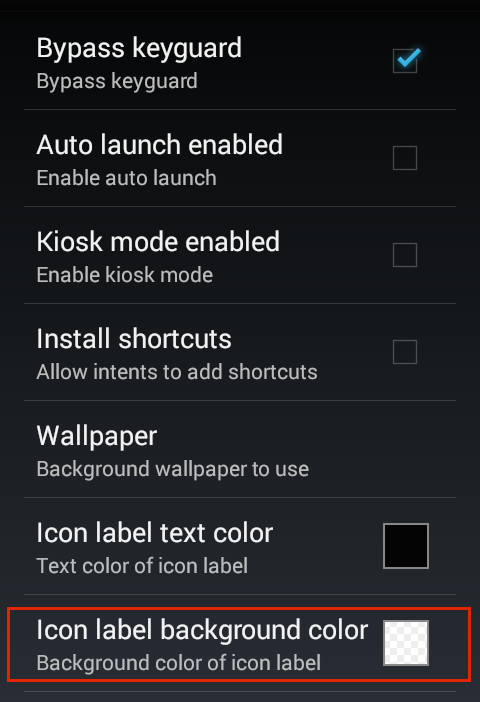 Bypass keyguard
Bypass keyguard
Auto launch enabled
Enable auto launch
Kiosk mode enabled
Enable kiosk mode
Install shortcuts
Allow intents to add shortcuts
Wallpaper
Background wallpaper to use
Icon label text color
Text color of icon label
Icon label background color
Background color of icon label